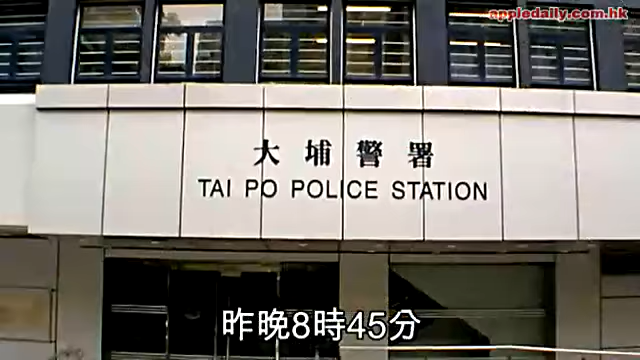 appledaily.com.hk
大埔警署
TAI PO POLICE STATION
昨晚8時45分